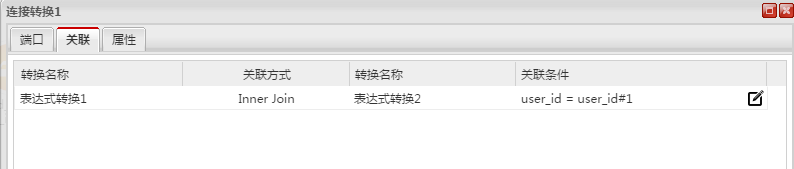 连接转换1
端口 关联 属性
转换名称 关联方式 转换名称 关联条件
表达式转换1 Inner Join 表达式转换2 user_id = user_id#1